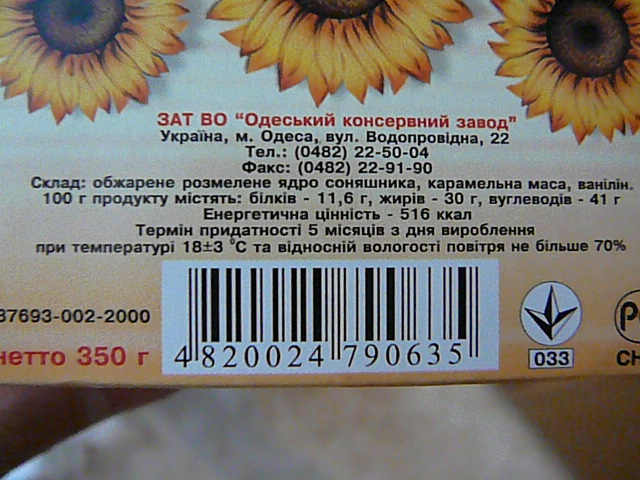 ЗАТ ВО "Одеський консервний завод"
Україна, м. Одеса, вул. Водопровідна, 22
Тел.: (0482) 22-50-04
Факс: (0482) 22-91-90
Склад: обжарене розмелене ядро соняшника, карамельна маса, ванілін.
100 г продукту містять: білків - 11,6 г, жирів - 30 г, вуглеводів - 41 г
Енергетична цінність - 516 ккал
Термін придатності 5 місяців з дня вироблення
при температурі 18±3 °С та відносній вологості повітря не більше 70%
37693-002-2000
нетто 350 г
4 820024 790635
033